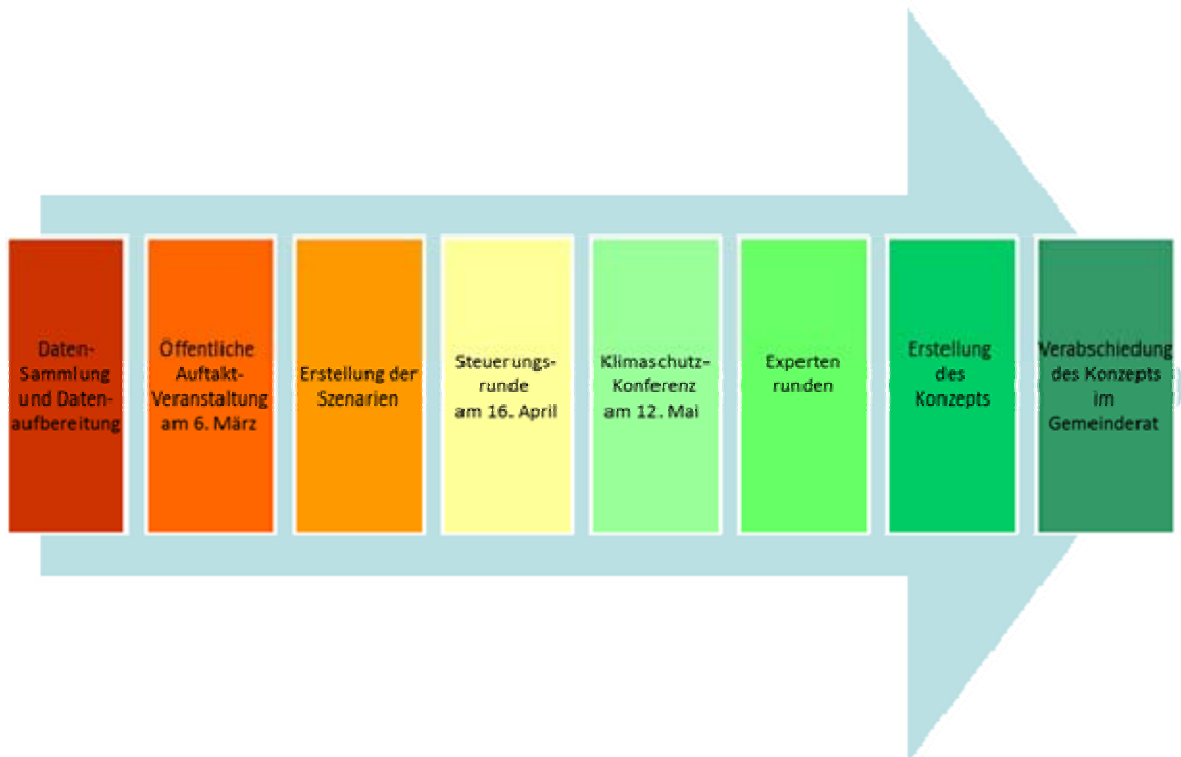 Daten-
Sammlung
und Daten-
aufbereitung
Öffentliche
Auftakt-
Veranstaltung
am 6. März
Erstellung der
Szenarien
Steuerungs-
runde
am 16. April
Klimaschutz-
Konferenz
am 12. Mai
Experten
runden
Erstellung
des
Konzepts
Verabschiedung
des Konzepts
im
Gemeinderat